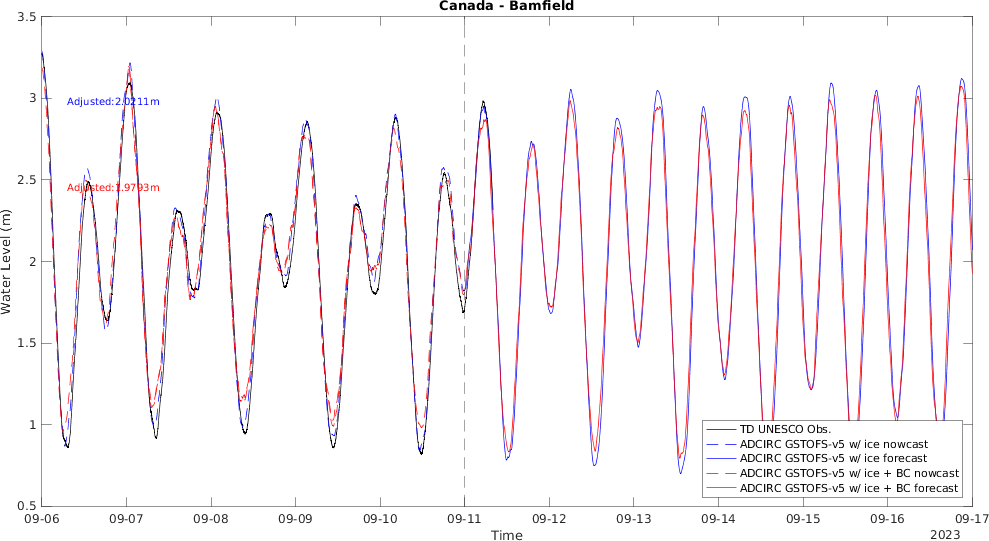 Canada - Bamfield
3.5
3
2.5
2
1.5
1
0.5
Water Level (m)
Adjusted:2.0211m
Adjusted:1.9793m
TD UNESCO Obs.
ADCIRC GSTOFS-v5 w/ ice nowcast
ADCIRC GSTOFS-v5 w/ ice forecast
ADCIRC GSTOFS-v5 w/ ice + BC nowcast
ADCIRC GSTOFS-v5 w/ ice + BC forecast
09-06 09-07 09-08 09-09 09-10 09-11 09-12 09-13 09-14 09-15 09-16 09-17
Time
2023